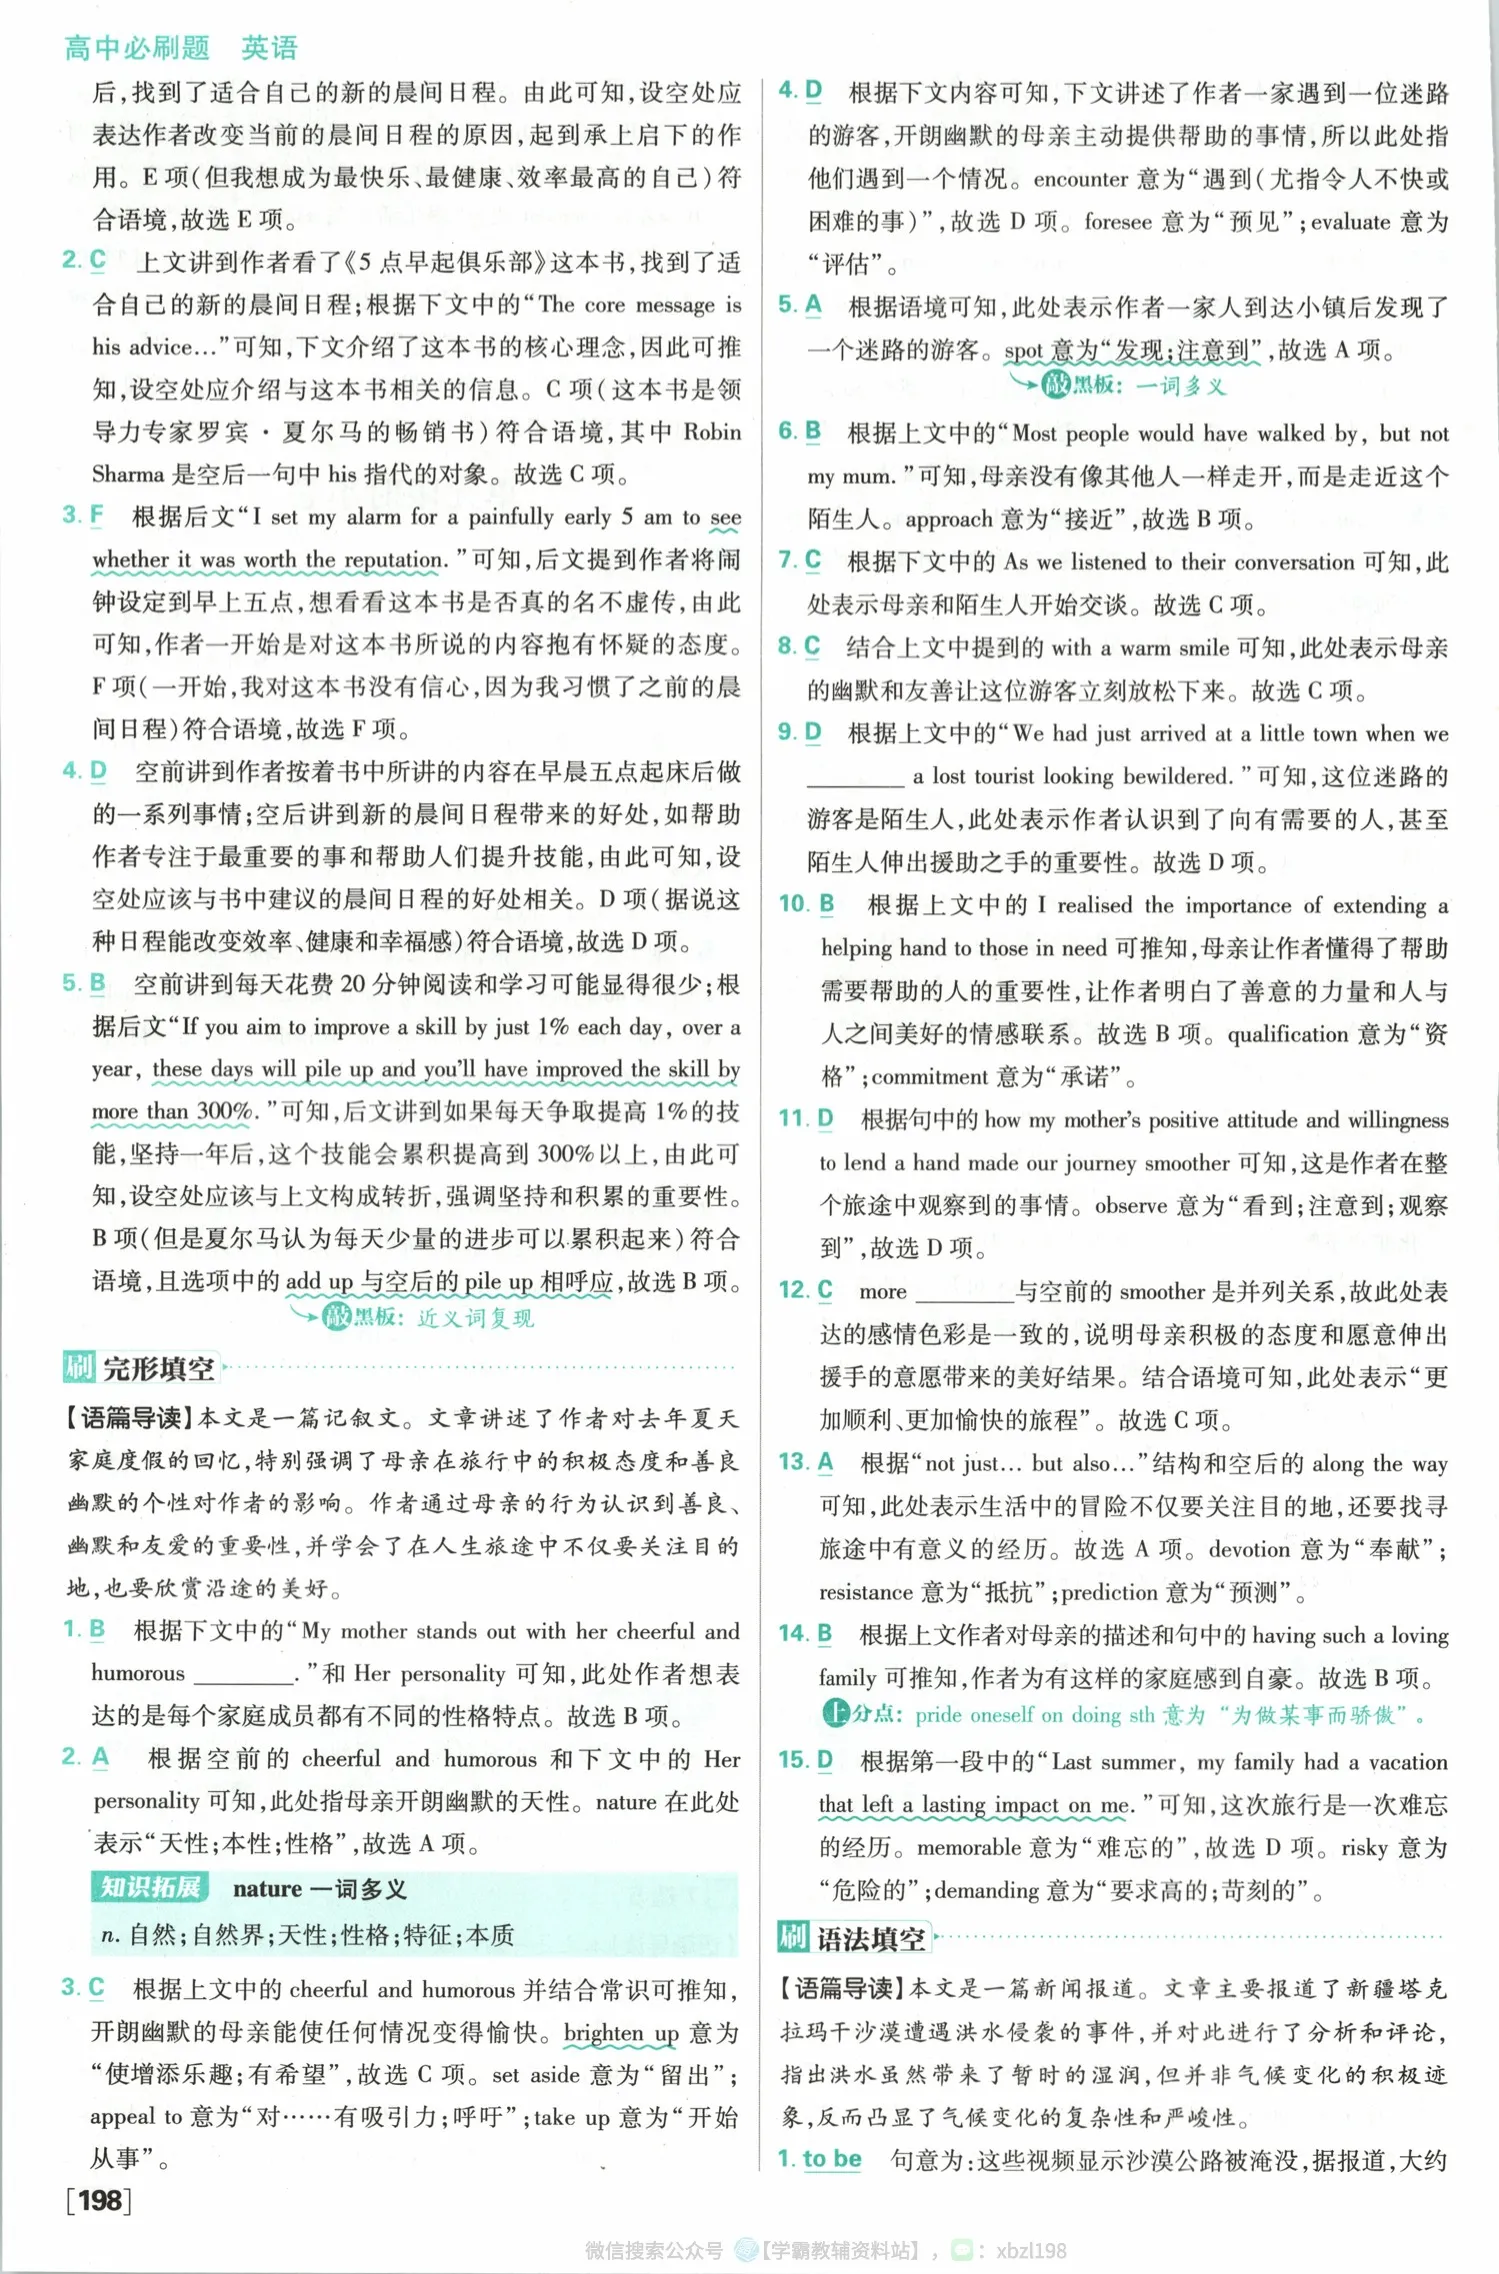 高中必刷题 英语
后,找到了适合自己的新的晨间日程。由此可知,设空处应
表达作者改变当前的晨间日程的原因,起到承上启下的作
用。E 项(但我想成为最快乐、最健康、效率最高的自己)符
合语境,故选 E 项。
2. C 上文讲到作者看了《5 点早起俱乐部》这本书,找到了适
合自己的新的晨间日程;根据下文中的“The core message is
his advice...”可知,下文介绍了这本书的核心理念,因此可推
知,设空处应介绍与这本书相关的信息。C 项(这本书是领
导力专家罗宾·夏尔马的畅销书)符合语境,其中 Robin
Sharma 是空后一句中 his 指代的对象。故选 C 项。
3. F 根据后文“I set my alarm for a painfully early 5 am to see
whether it was worth the reputation.”可知,后文提到作者将闹
钟设定到早上五点,想看看这本书是否真的名不虚传,由此
可知,作者一开始是对这本书所说的内容抱有怀疑的态度。
F 项(一开始,我对这本书没有信心,因为我习惯了之前的晨
间日程)符合语境,故选 F 项。
4. D 空前讲到作者按着书中所讲的内容在早晨五点起床后做
的一系列事情;空后讲到新的晨间日程带来的好处,如帮助
作者专注于最重要的事和帮助人们提升技能,由此可知,设
空处应该与书中建议的晨间日程的好处相关。D 项(据说这
种日程能改变效率、健康和幸福感)符合语境,故选 D 项。
5. B 空前讲到每天花费 20 分钟阅读和学习可能显得很少;根
据后文“If you aim to improve a skill by just 1% each day, over a
year, these days will pile up and you'll have improved the skill by
more than 300%.”可知,后文讲到如果每天争取提高 1%的技
能,坚持一年后,这个技能会累积提高到 300%以上,由此可
知,设空处应该与上文构成转折,强调坚持和积累的重要性。
B 项(但是夏尔马认为每天少量的进步可以累积起来)符合
语境,且选项中的 add up 与空后的 pile up 相呼应,故选 B 项。
敲黑板:近义词复现
刷 完形填空
【语篇导读】本文是一篇记叙文。文章讲述了作者对去年夏天
家庭度假的回忆,特别强调了母亲在旅行中的积极态度和善良
幽默的个性对作者的影响。作者通过母亲的行为认识到善良、
幽默和友爱的重要性,并学会了在人生旅途中不仅要关注目的
地,也要欣赏沿途的美好。
1. B 根据下文中的“My mother stands out with her cheerful and
humorous ________.”和 Her personality 可知,此处作者想表
达的是每个家庭成员都有不同的性格特点。故选 B 项。
2. A 根据空前的 cheerful and humorous 和下文中的 Her
personality 可知,此处指母亲开朗幽默的天性。nature 在此处
表示“天性;本性;性格”,故选 A 项。
知识拓展 nature 一词多义
n. 自然;自然界;天性;性格;特征;本质
3. C 根据上文中的 cheerful and humorous 并结合常识可推知,
开朗幽默的母亲能使任何情况变得愉快。brighten up 意为
“使增添乐趣;有希望”,故选 C 项。set aside 意为“留出”;
appeal to 意为“对……有吸引力;呼吁”;take up 意为“开始
从事”。
[198]
4. D 根据下文内容可知,下文讲述了作者一家遇到一位迷路
的游客,开朗幽默的母亲主动提供帮助的事情,所以此处指
他们遇到一个情况。encounter 意为“遇到(尤指令人不快或
困难的事)”,故选 D 项。foresee 意为“预见”;evaluate 意为
“评估”。
5. A 根据语境可知,此处表示作者一家人到达小镇后发现了
一个迷路的游客。spot 意为“发现;注意到”,故选 A 项。
敲黑板:一词多义
6. B 根据上文中的“Most people would have walked by, but not
my mum.”可知,母亲没有像其他人一样走开,而是走近这个
陌生人。approach 意为“接近”,故选 B 项。
7. C 根据下文中的 As we listened to their conversation 可知,此
处表示母亲和陌生人开始交谈。故选 C 项。
8. C 结合上文中提到的 with a warm smile 可知,此处表示母亲
的幽默和友善让这位游客立刻放松下来。故选 C 项。
9. D 根据上文中的“We had just arrived at a little town when we
________ a lost tourist looking bewildered.”可知,这位迷路的
游客是陌生人,此处表示作者认识到了向有需要的人,甚至
陌生人伸出援助之手的重要性。故选 D 项。
10. B 根据上文中的 I realised the importance of extending a
helping hand to those in need 可推知,母亲让作者懂得了帮助
需要帮助的人的重要性,让作者明白了善意的力量和人与
人之间美好的情感联系。故选 B 项。qualification 意为“资
格”;commitment 意为“承诺”。
11. D 根据句中的 how my mother's positive attitude and willingness
to lend a hand made our journey smoother 可知,这是作者在整
个旅途中观察到的事情。observe 意为“看到;注意到;观察
到”,故选 D 项。
12. C more ________与空前的 smoother 是并列关系,故此处表
达的感情色彩是一致的,说明母亲积极的态度和愿意伸出
援手的意愿带来的美好结果。结合语境可知,此处表示“更
加顺利、更加愉快的旅程”。故选 C 项。
13. A 根据“not just... but also...”结构和空后的 along the way
可知,此处表示生活中的冒险不仅要关注目的地,还要找寻
旅途中有意义的经历。故选 A 项。devotion 意为“奉献”;
resistance 意为“抵抗”;prediction 意为“预测”。
14. B 根据上文作者对母亲的描述和句中的 having such a loving
family 可推知,作者为有这样的家庭感到自豪。故选 B 项。
上分点:pride oneself on doing sth 意为“为做某事而骄傲”。
15. D 根据第一段中的“Last summer, my family had a vacation
that left a lasting impact on me.”可知,这次旅行是一次难忘
的经历。memorable 意为“难忘的”,故选 D 项。risky 意为
“危险的”;demanding 意为“要求高的;苛刻的”。
刷 语法填空
【语篇导读】本文是一篇新闻报道。文章主要报道了新疆塔克
拉玛干沙漠遭遇洪水侵袭的事件,并对此进行了分析和评论,
指出洪水虽然带来了暂时的湿润,但并非气候变化的积极迹
象,反而凸显了气候变化的复杂性和严峻性。
1. to be 句意为:这些视频显示沙漠公路被淹没,据报道,大约
微信搜索公众号 【学霸教辅资料站】, : xbzl198